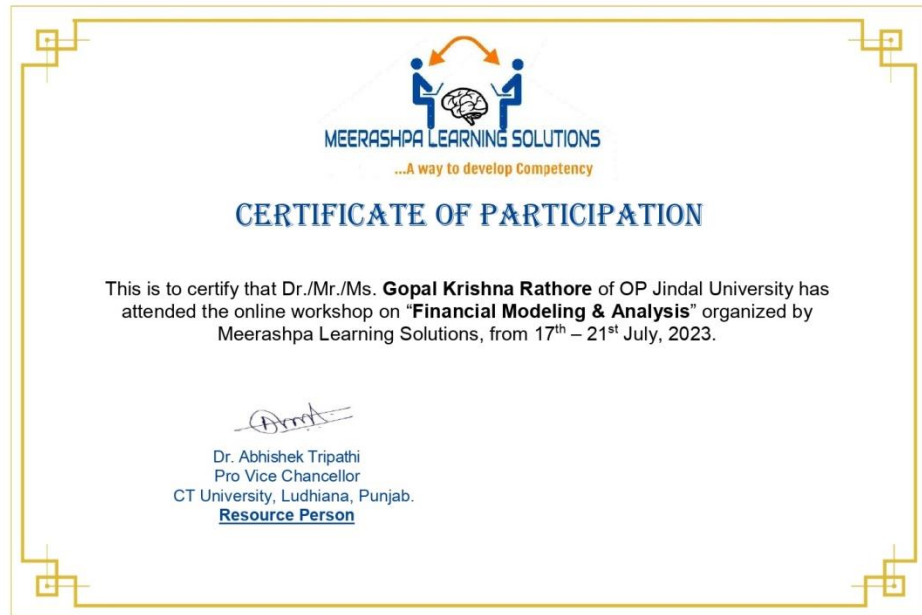 MEERASHPA LEARNING SOLUTIONS
...A way to develop Competency
CERTIFICATE OF PARTICIPATION
This is to certify that Dr./Mr./Ms. Gopal Krishna Rathore of OP Jindal University has
attended the online workshop on “Financial Modeling & Analysis” organized by
Meerashpa Learning Solutions, from 17th – 21st July, 2023.
Dr. Abhishek Tripathi
Pro Vice Chancellor
CT University, Ludhiana, Punjab.
Resource Person